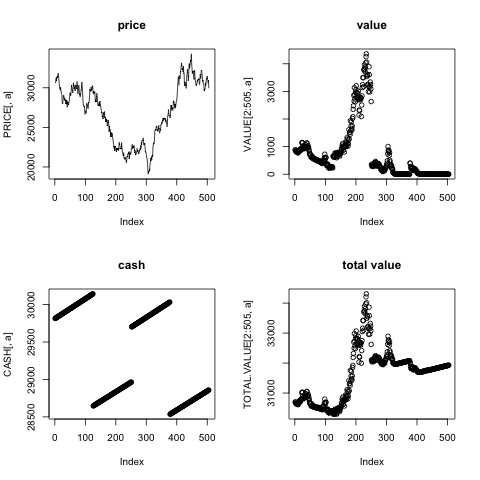 price
PRICE[, a]
20000 25000 30000
0 100 200 300 400 500
Index
value
VALUE[2:505, a]
0 1000 3000
0 100 200 300 400 500
Index
cash
CASH[, a]
28500 29000 29500 30000
0 100 200 300 400 500
Index
total value
TOTAL.VALUE[2:505, a]
31000 33000
0 100 200 300 400 500
Index